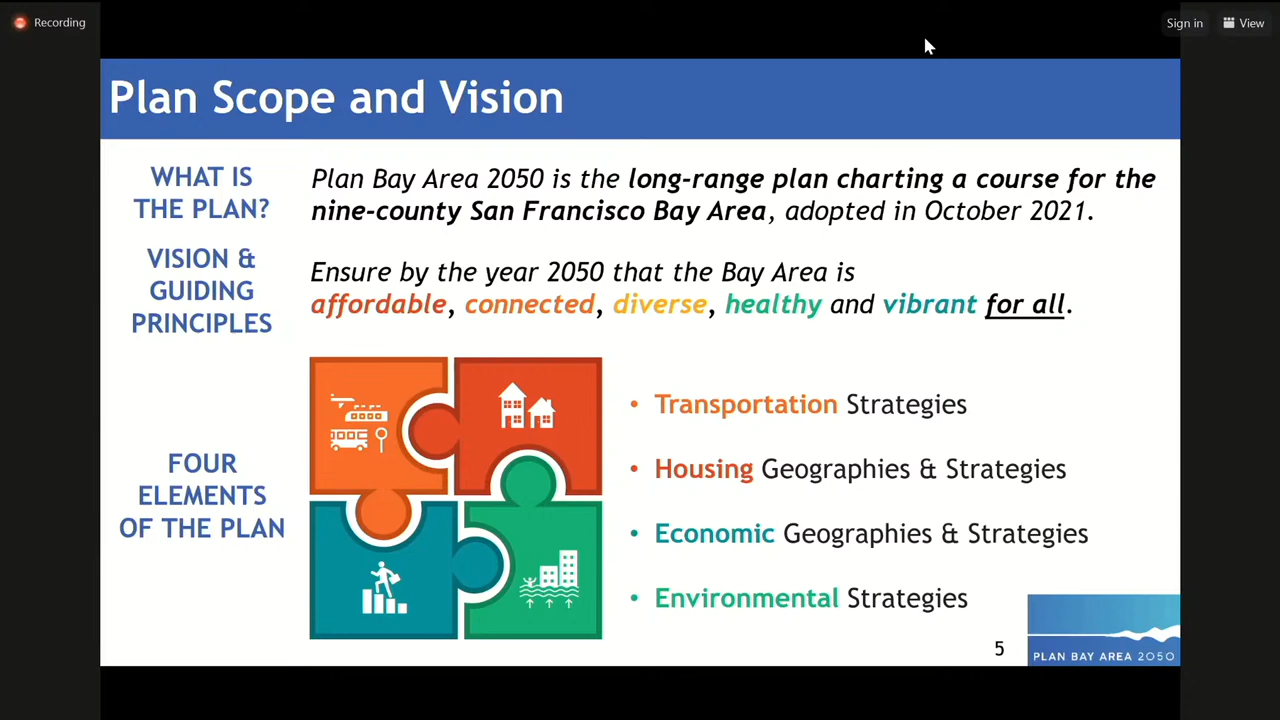 Recording
Sign in
View
Plan Scope and Vision
WHAT IS
THE PLAN?
Plan Bay Area 2050 is the long-range plan charting a course for the
nine-county San Francisco Bay Area, adopted in October 2021.
VISION &
GUIDING
PRINCIPLES
Ensure by the year 2050 that the Bay Area is
affordable, connected, diverse, healthy and vibrant for all.
FOUR
ELEMENTS
OF THE PLAN
• Transportation Strategies
• Housing Geographies & Strategies
• Economic Geographies & Strategies
• Environmental Strategies
5
PLAN BAY AREA 2050